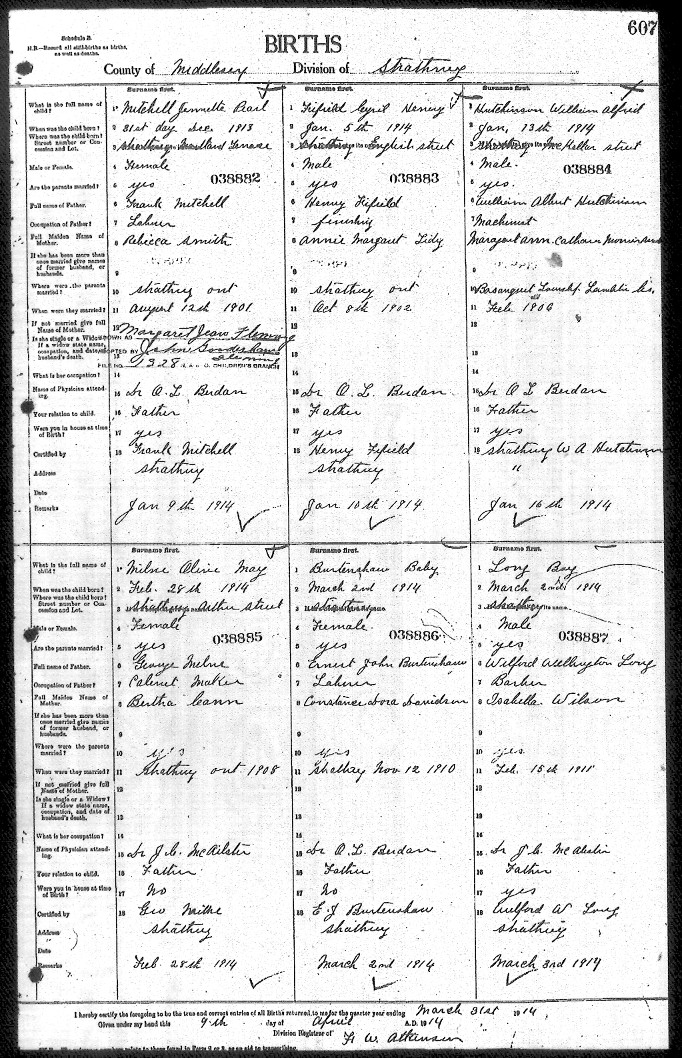 607
Schedule B.
N.B.—Record all still-births as births, as well as deaths.
BIRTHS
County of Middlesex Division of Strathroy
Surname first. Surname first. Surname first.
What is the full name of child? 1 Mitchell Jennette Pearl 1 Fifield Cyril Henry 1 Hutchinson William Alfred
When was the child born? 2 31st day Dec. 1913 2 Jan. 5th 1914 2 Jan. 13th 1914
Where was the child born? Street number or Concession and Lot. 3 Strathroy Terrace 3 English street 3 McKellar street
Male or Female. 4 Female 4 Male 4 Male.
038882 038883 038884
Are the parents married? 5 yes 5 yes 5 yes.
Full name of Father. 6 Frank Mitchell 6 Henry Fifield 6 William Albert Hutchinson
Occupation of Father? 7 Labrer 7 finishing 7 Machinest
Full Maiden Name of Mother. 8 Rebicca Smith 8 Annie Margaret Lidy 8 Margaret Ann
If she has been more than once married give names of former husband, or husbands. 9 9 9
Where were the parents married? 10 Strathroy ont 10 Strathroy ont 10 Bosanquet Township Lambton
When were they married? 11 August 12th 1901 11 Oct 8th 1902 11 Feb 1906
If not married give full Name of Mother. 12 Margaret Jean Fleming 12 12
Is she single or a Widow? If a widow state name, occupation, and date of husband's death. 13 KNOWN AS ADOPTED BY John Fleming 13 13
FILE NO. 1328 CHILDREN'S BRANCH
What is her occupation? 14 14 14
Name of Physician attending. 15 Dr O. L. Berdan 15 Dr. O. L. Berdan 15 Dr O. L Berdan
Your relation to child. 16 Father 16 Father 16 Father
Were you in house at time of Birth? 17 yes 17 yes 17 yes
Certified by 18 Frank Mitchell 18 Henry Fifield 18 Strathroy W A Hutchinson
Address Strathroy Strathroy "
Date Jan 9th 1914 Jan 10th 1914 Jan 16th 1914
Remarks
Surname first. Surname first. Surname first.
What is the full name of child? 1 Milne Olive May 1 Burtenshaw Baby 1 Long Boy
When was the child born? 2 Feb. 28th 1914 2 March 2nd 1914 2 March 2nd 1914
Where was the child born? Street number or Concession and Lot. 3 Strathroy street 3 3 Strathroy
Male or Female. 4 Female 4 Female 4 Male
038885 038886 038887
Are the parents married? 5 yes 5 yes 5 yes
Full name of Father. 6 George Milne 6 Ernest John Burtenshaw 6 Wilford Wellington Long
Occupation of Father? 7 Cabinet Maker 7 Labrer 7 Barber
Full Maiden Name of Mother. 8 Bertha Cann 8 Constance Dora Davidson 8 Isabella Wilson
If she has been more than once married give names of former husband, or husbands. 9 9 9
Where were the parents married? 10 yes 10 yes 10 yes
When were they married? 11 Strathroy ont 1908 11 Strathroy Nov 12 1910 11 Feb. 15th 1911
If not married give full Name of Mother. 12 12 12
Is she single or a Widow? If a widow state name, occupation, and date of husband's death. 13 13 13
What is her occupation? 14 14 14
Name of Physician attending. 15 Dr J. C. McAlister 15 Dr. O. L. Berdan 15 Dr J. C. McAlister
Your relation to child. 16 Father 16 Father 16 Father
Were you in house at time of Birth? 17 No 17 No 17 yes
Certified by 18 Geo Milne 18 E. J Burtenshaw 18 Wilford W Long
Address Strathroy Strathroy Strathroy
Date
Remarks Feb. 28th 1914 March 2nd 1914 March 3rd 1914
I hereby certify the foregoing to be the true and correct entries of all Births returned, to me for the quarter year ending March 31st 1914
Given under my hand this 9th day of April A.D. 1914
Division Registrar of F. W. Atkinson